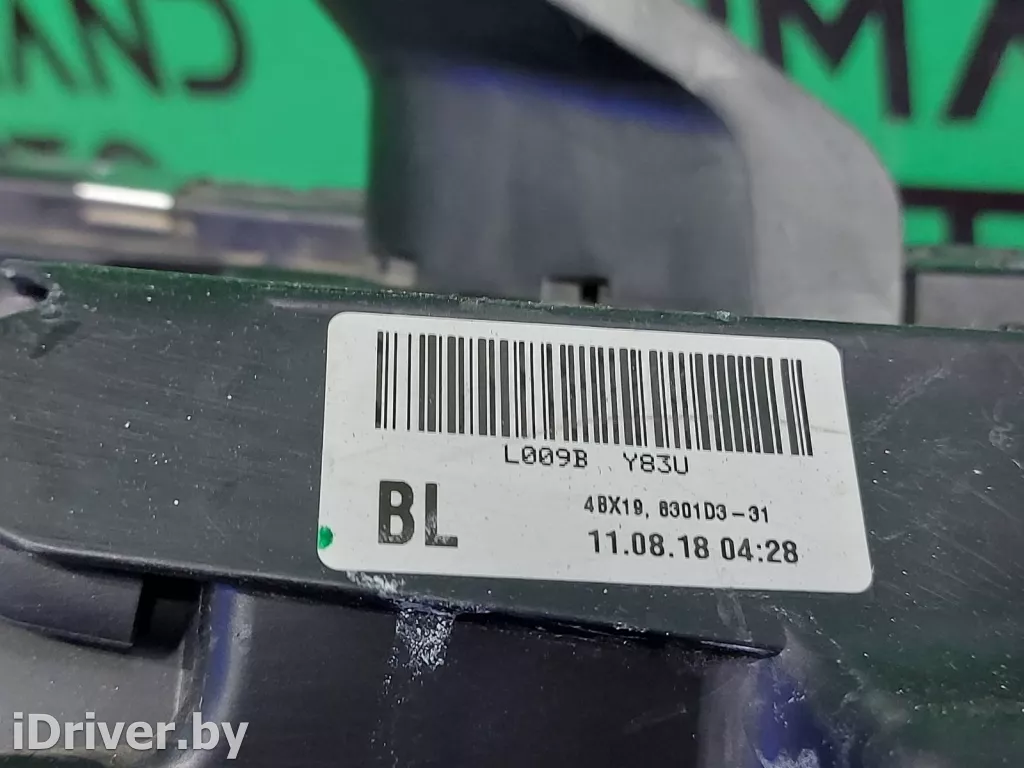 L009B Y83U
BL
4BX19, 8301D3-31
11.08.18 04:28
iDriver.by